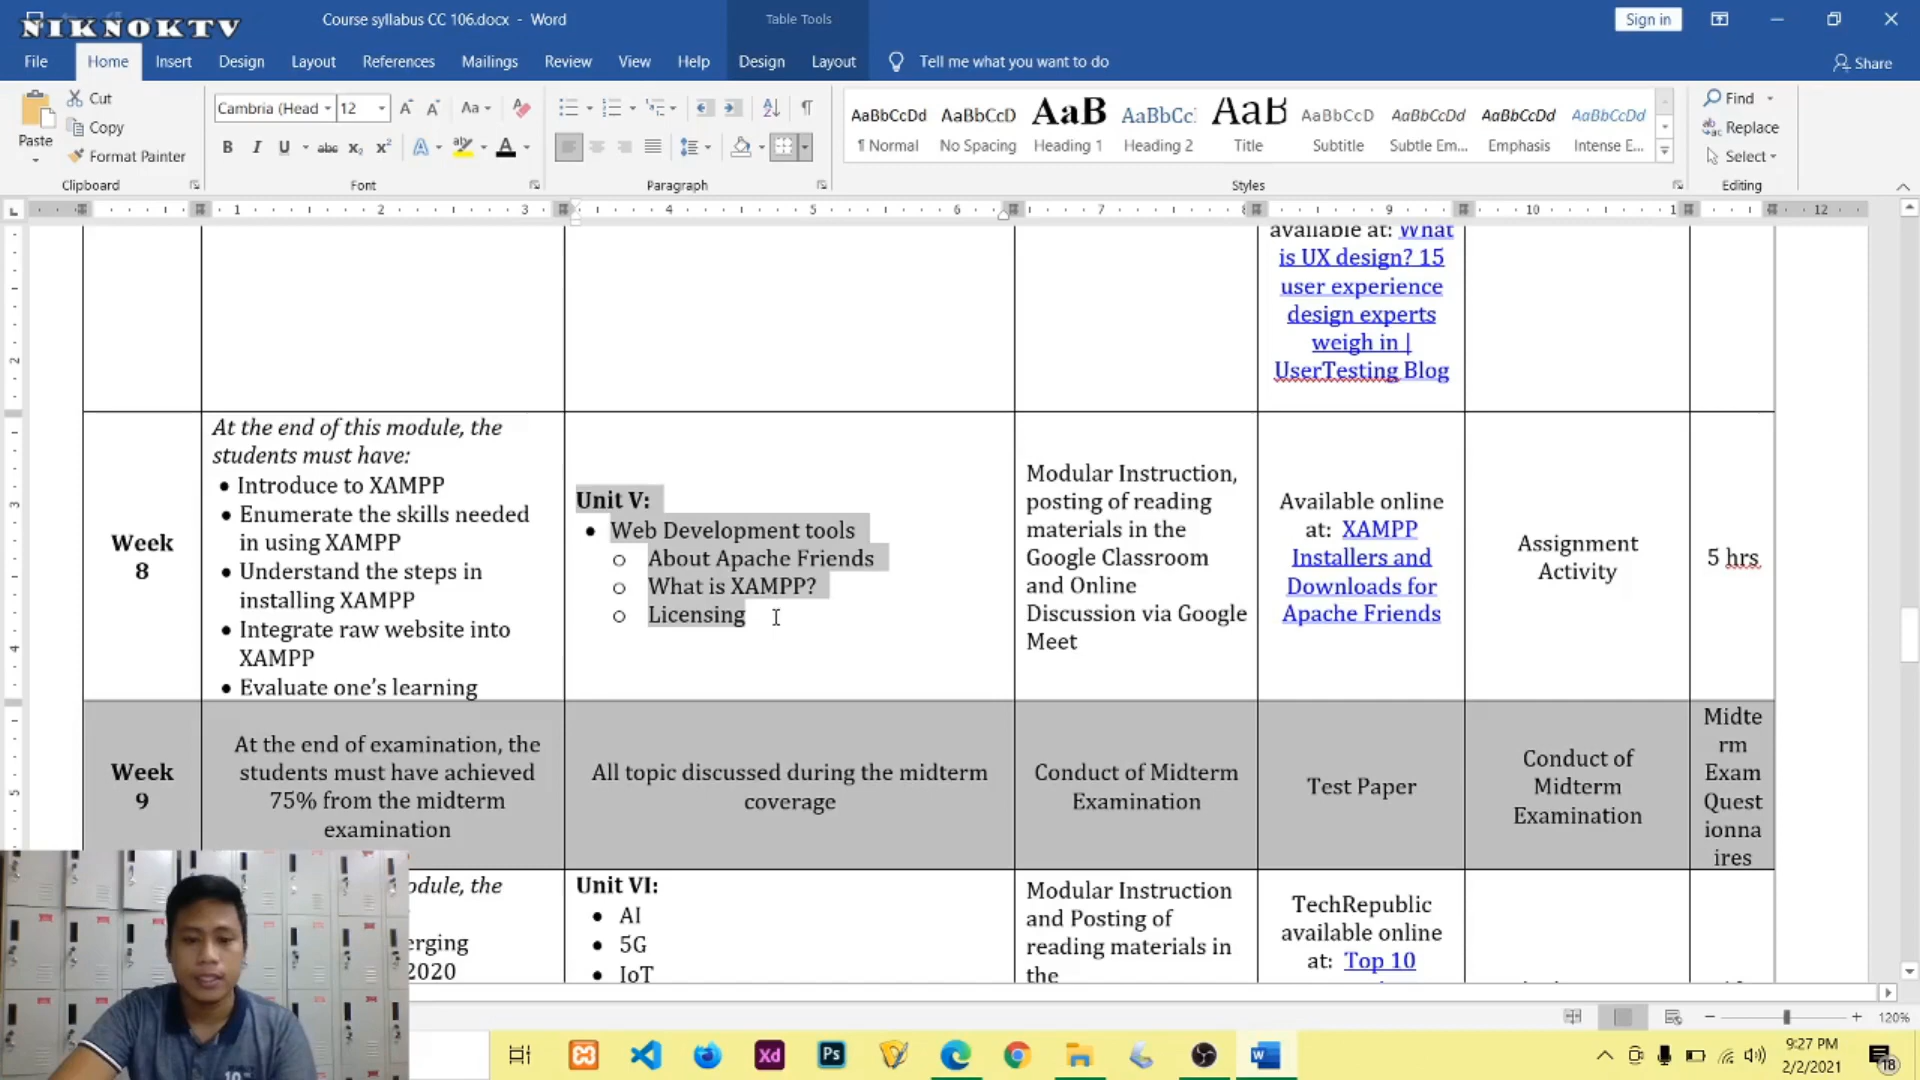 NIKNOKTV
Course syllabus CC 106.docx - Word
Table Tools
Sign in
File
Home
Insert
Design
Layout
References
Mailings
Review
View
Help
Design
Layout
Tell me what you want to do
Share
Paste
Cut
Copy
Format Painter
Clipboard
Cambria (Head
12
Font
Paragraph
AaBbCcDd
¶ Normal
AaBbCcD
No Spacing
AaB
Heading 1
AaBbCc
Heading 2
AaB
Title
AaBbCcD
Subtitle
AaBbCcDd
Subtle Em...
AaBbCcDd
Emphasis
AaBbCcDd
Intense E...
Styles
Find
Replace
Select
Editing
1 2 3 4 5 6 7 9 10 12
available at: What
is UX design? 15
user experience
design experts
weigh in |
UserTesting Blog
Week
8
At the end of this module, the
students must have:
• Introduce to XAMPP
• Enumerate the skills needed
in using XAMPP
• Understand the steps in
installing XAMPP
• Integrate raw website into
XAMPP
• Evaluate one's learning
Unit V:
• Web Development tools
o About Apache Friends
o What is XAMPP?
o Licensing
Modular Instruction,
posting of reading
materials in the
Google Classroom
and Online
Discussion via Google
Meet
Available online
at: XAMPP
Installers and
Downloads for
Apache Friends
Assignment
Activity
5 hrs
Week
9
At the end of examination, the
students must have achieved
75% from the midterm
examination
All topic discussed during the midterm
coverage
Conduct of Midterm
Examination
Test Paper
Conduct of
Midterm
Examination
Midte
rm
Exam
Quest
ionna
ires
odule, the
erging
2020
Unit VI:
• AI
• 5G
• IoT
Modular Instruction
and Posting of
reading materials in
the
TechRepublic
available online
at: Top 10
120%
9:27 PM
2/2/2021
18